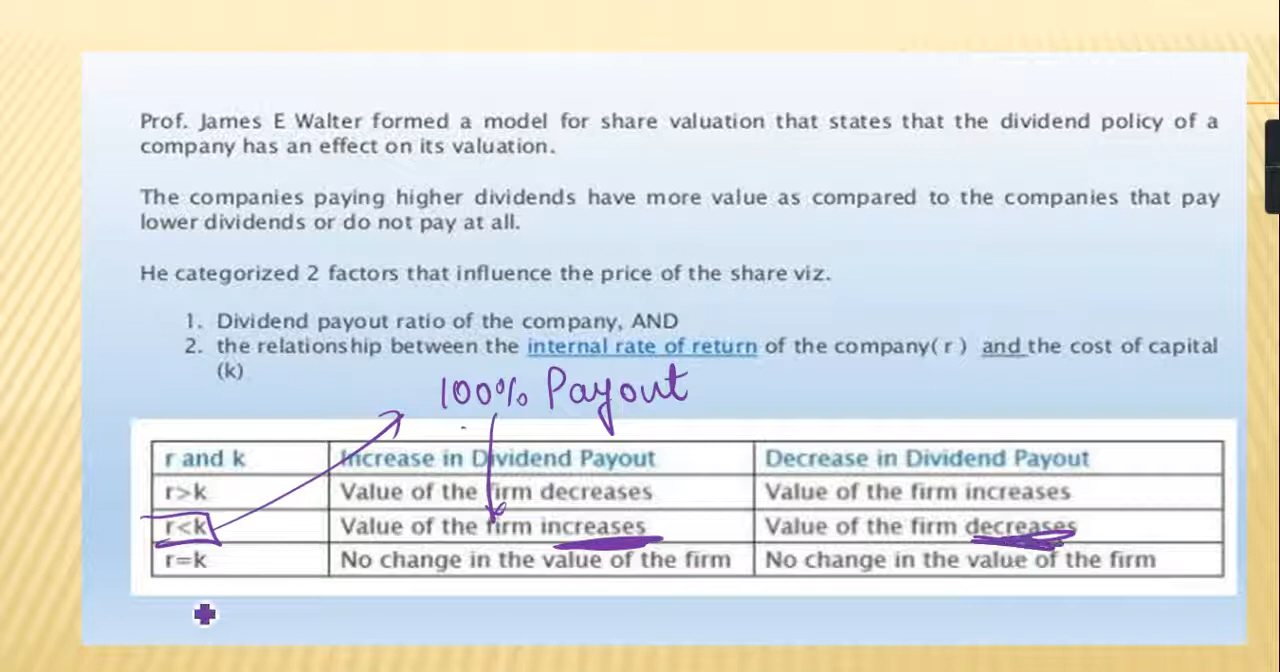 Prof. James E Walter formed a model for share valuation that states that the dividend policy of a
company has an effect on its valuation.
The companies paying higher dividends have more value as compared to the companies that pay
lower dividends or do not pay at all.
He categorized 2 factors that influence the price of the share viz.
1. Dividend payout ratio of the company, AND
2. the relationship between the internal rate of return of the company( r ) and the cost of capital
(k)
100% Payout
r and k Increase in Dividend Payout Decrease in Dividend Payout
r>k Value of the firm decreases Value of the firm increases
r<k Value of the firm increases Value of the firm decreases
r=k No change in the value of the firm No change in the value of the firm